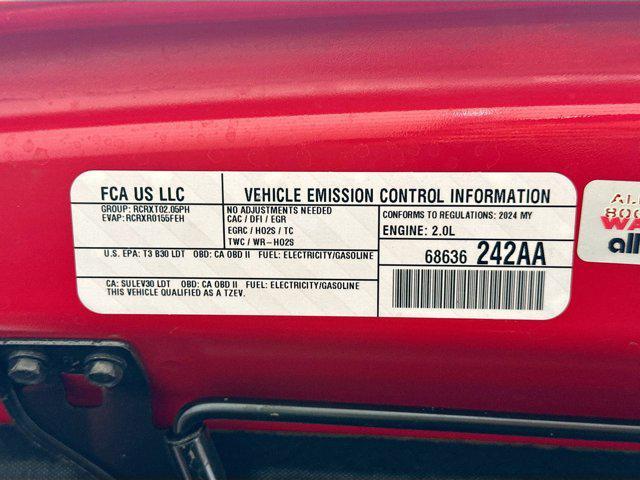 FCA US LLC
GROUP: RCRXT02.05PH
EVAP: RCRXR0155FEH
VEHICLE EMISSION CONTROL INFORMATION
NO ADJUSTMENTS NEEDED
CAC / DFI / EGR
EGRC / HO2S / TC
TWC / WR-HO2S
CONFORMS TO REGULATIONS: 2024 MY
ENGINE: 2.0L
U.S. EPA: T3 B30 LDT OBD: CA OBD II FUEL: ELECTRICITY/GASOLINE
68636 242AA
CA: SULEV30 LDT OBD: CA OBD II FUEL: ELECTRICITY/GASOLINE
THIS VEHICLE QUALIFIED AS A TZEV.